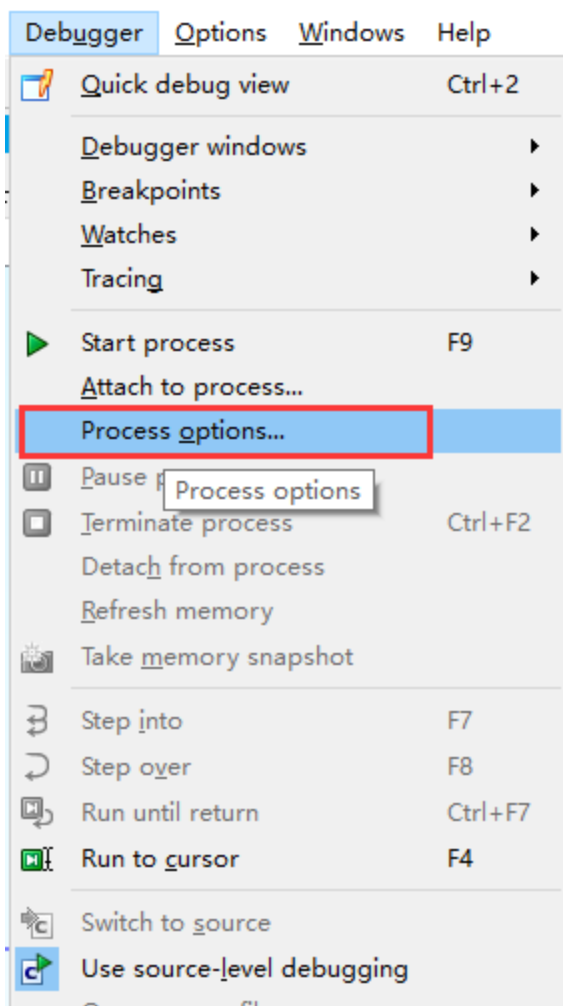 Debugger Options Windows Help
Quick debug view Ctrl+2
Debugger windows
Breakpoints
Watches
Tracing
Start process F9
Attach to process...
Process options...
Pause
Process options
Terminate process Ctrl+F2
Detach from process
Refresh memory
Take memory snapshot
Step into F7
Step over F8
Run until return Ctrl+F7
Run to cursor F4
Switch to source
Use source-level debugging